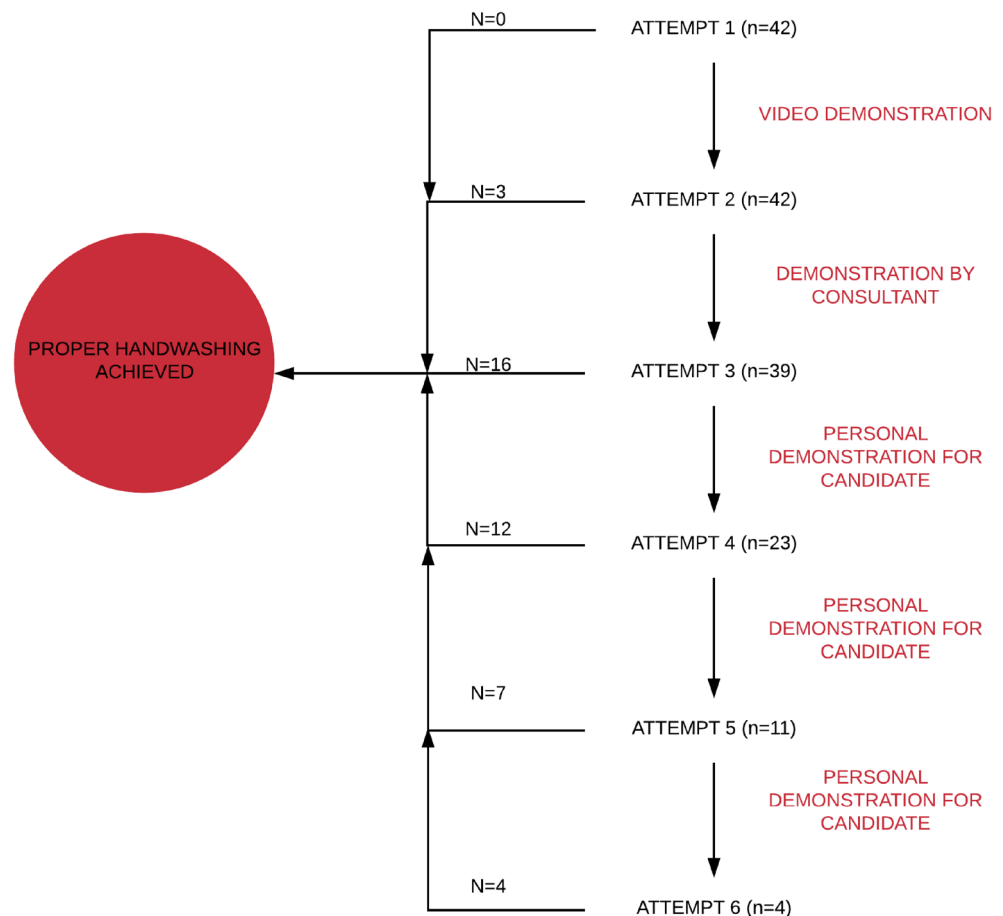 N=0
ATTEMPT 1 (n=42)
VIDEO DEMONSTRATION
N=3
ATTEMPT 2 (n=42)
DEMONSTRATION BY
CONSULTANT
PROPER HANDWASHING
ACHIEVED
N=16
ATTEMPT 3 (n=39)
PERSONAL
DEMONSTRATION FOR
CANDIDATE
N=12
ATTEMPT 4 (n=23)
PERSONAL
DEMONSTRATION FOR
CANDIDATE
N=7
ATTEMPT 5 (n=11)
PERSONAL
DEMONSTRATION FOR
CANDIDATE
N=4
ATTEMPT 6 (n=4)